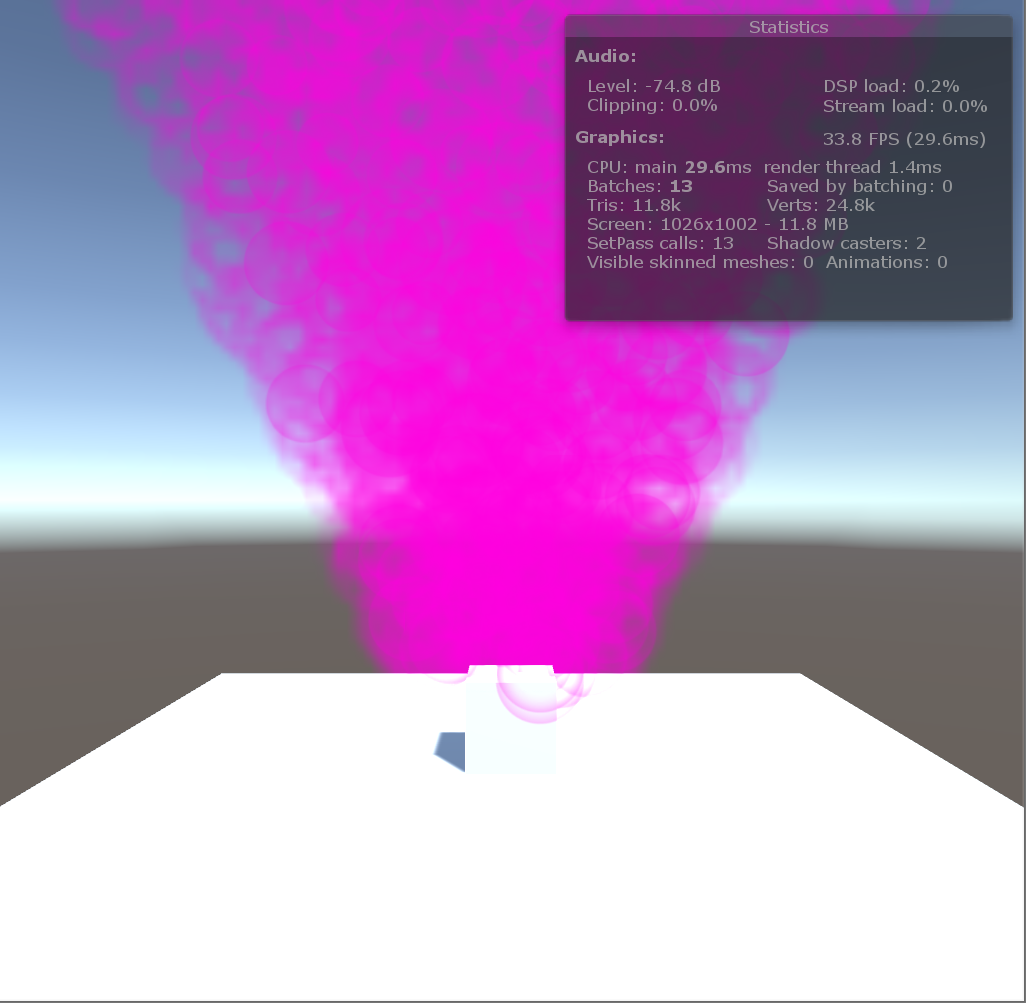 Statistics
Audio:
Level: -74.8 dB DSP load: 0.2%
Clipping: 0.0% Stream load: 0.0%
Graphics: 33.8 FPS (29.6ms)
CPU: main 29.6ms render thread 1.4ms
Batches: 13 Saved by batching: 0
Tris: 11.8k Verts: 24.8k
Screen: 1026x1002 - 11.8 MB
SetPass calls: 13 Shadow casters: 2
Visible skinned meshes: 0 Animations: 0